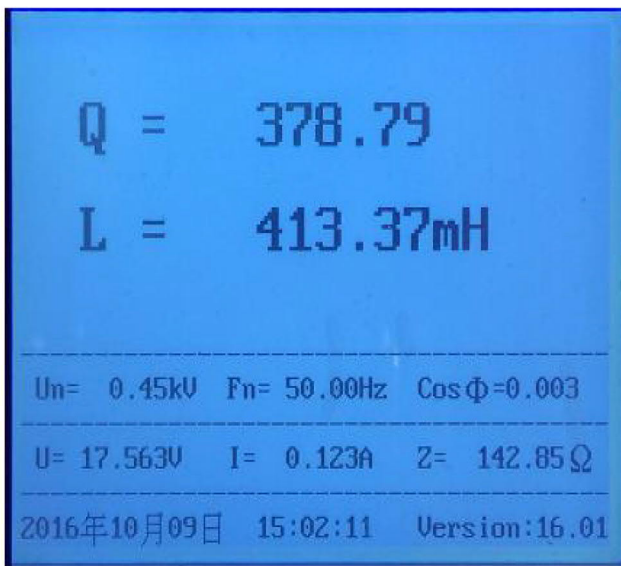 Q = 378.79
L = 413.37mH
Un= 0.45kV Fn= 50.00Hz CosΦ=0.003
U= 17.563V I= 0.123A Z= 142.85Ω
2016年10月09日 15:02:11 Version:16.01